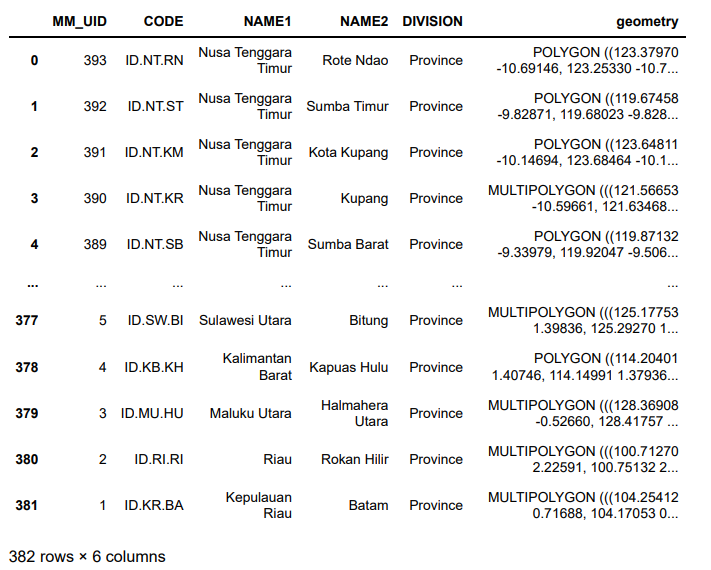 MM_UID CODE NAME1 NAME2 DIVISION geometry
0 393 ID.NT.RN Nusa Tenggara Timur Rote Ndao Province POLYGON ((123.37970 -10.69146, 123.25330 -10.7...
1 392 ID.NT.ST Nusa Tenggara Timur Sumba Timur Province POLYGON ((119.67458 -9.82871, 119.68023 -9.828...
2 391 ID.NT.KM Nusa Tenggara Timur Kota Kupang Province POLYGON ((123.64811 -10.14694, 123.68464 -10.1...
3 390 ID.NT.KR Nusa Tenggara Timur Kupang Province MULTIPOLYGON (((121.56653 -10.59661, 121.63468...
4 389 ID.NT.SB Nusa Tenggara Timur Sumba Barat Province POLYGON ((119.87132 -9.33979, 119.92047 -9.506...
... ... ... ... ... ... ...
377 5 ID.SW.BI Sulawesi Utara Bitung Province MULTIPOLYGON (((125.17753 1.39836, 125.29270 1...
378 4 ID.KB.KH Kalimantan Barat Kapuas Hulu Province POLYGON ((114.20401 1.40746, 114.14991 1.37936...
379 3 ID.MU.HU Maluku Utara Halmahera Utara Province MULTIPOLYGON (((128.36908 -0.52660, 128.41757 ...
380 2 ID.RI.RI Riau Rokan Hilir Province MULTIPOLYGON (((100.71270 2.22591, 100.75132 2...
381 1 ID.KR.BA Kepulauan Riau Batam Province MULTIPOLYGON (((104.25412 0.71688, 104.17053 0...
382 rows × 6 columns